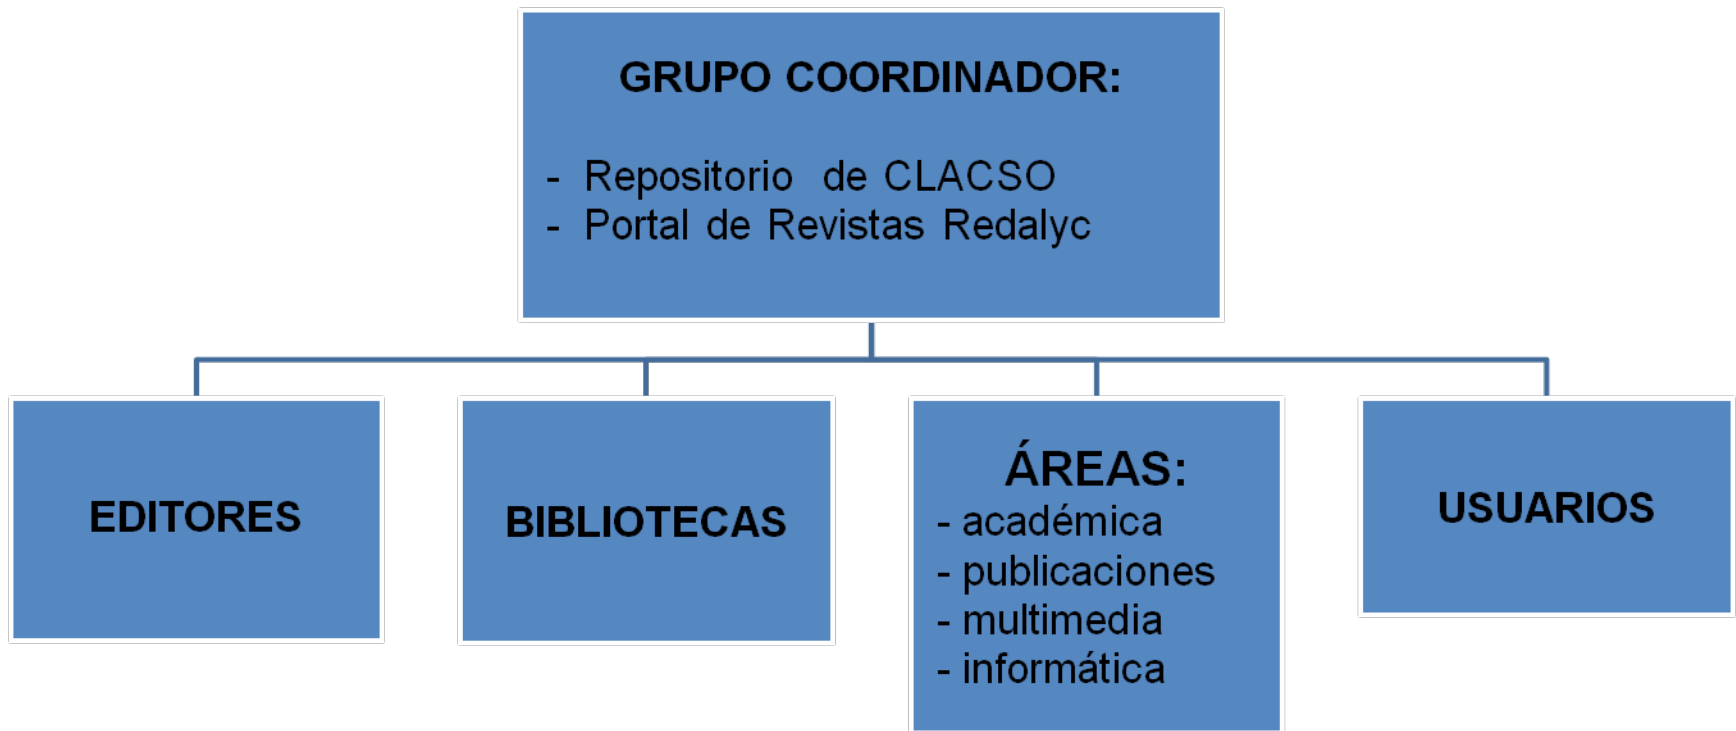 GRUPO COORDINADOR:
- Repositorio de CLACSO
- Portal de Revistas Redalyc
EDITORES
BIBLIOTECAS
ÁREAS:
- académica
- publicaciones
- multimedia
- informática
USUARIOS